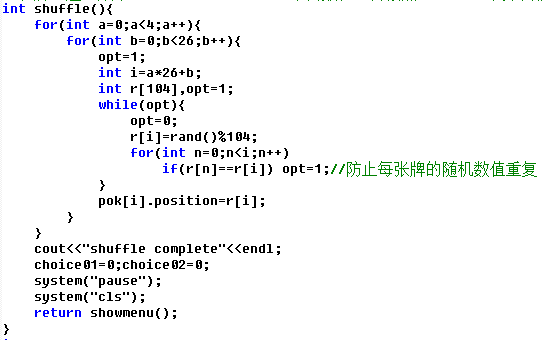 int shuffle(){
for(int a=0;a<4;a++){
for(int b=0;b<26;b++){
opt=1;
int i=a*26+b;
int r[104],opt=1;
while(opt){
opt=0;
r[i]=rand()%104;
for(int n=0;n<i;n++)
if(r[n]==r[i]) opt=1;//防止每张牌的随机数值重复
}
pok[i].position=r[i];
}
}
cout<<"shuffle complete"<<endl;
choice01=0;choice02=0;
system("pause");
system("cls");
return showmenu();
}